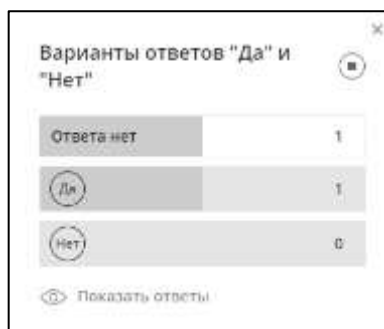 Варианты ответов "Да" и
"Нет"
Ответа нет 1
Да 1
Нет 0
Показать ответы